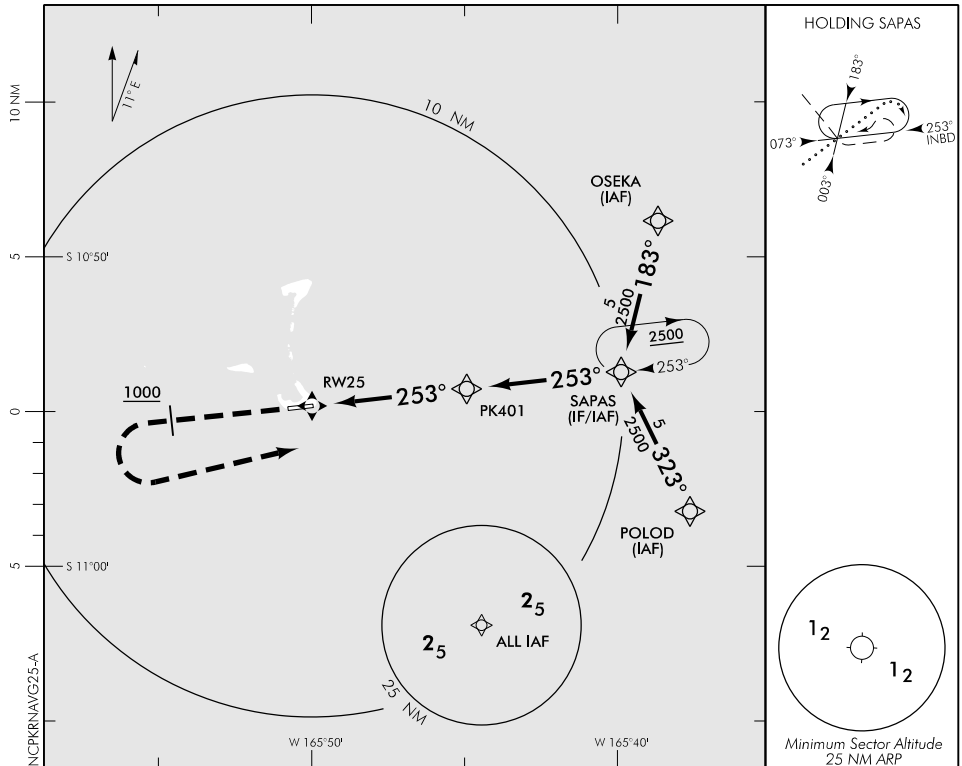 HOLDING SAPAS
183°
253°
INBD
073°
003°
11° E
10 NM
10 NM
OSEKA
(IAF)
183°
5
2500
5
S 10°50'
2500
253°
1000
RW25
253°
253°
0
PK401
SAPAS
(IF/IAF)
5
2500
323°
POLOD
(IAF)
5
S 11°00'
2₅
2₅
ALL IAF
25 NM
1₂
1₂
NCPKRNAVG25-A
W 165°50'
W 165°40'
Minimum Sector Altitude
25 NM ARP